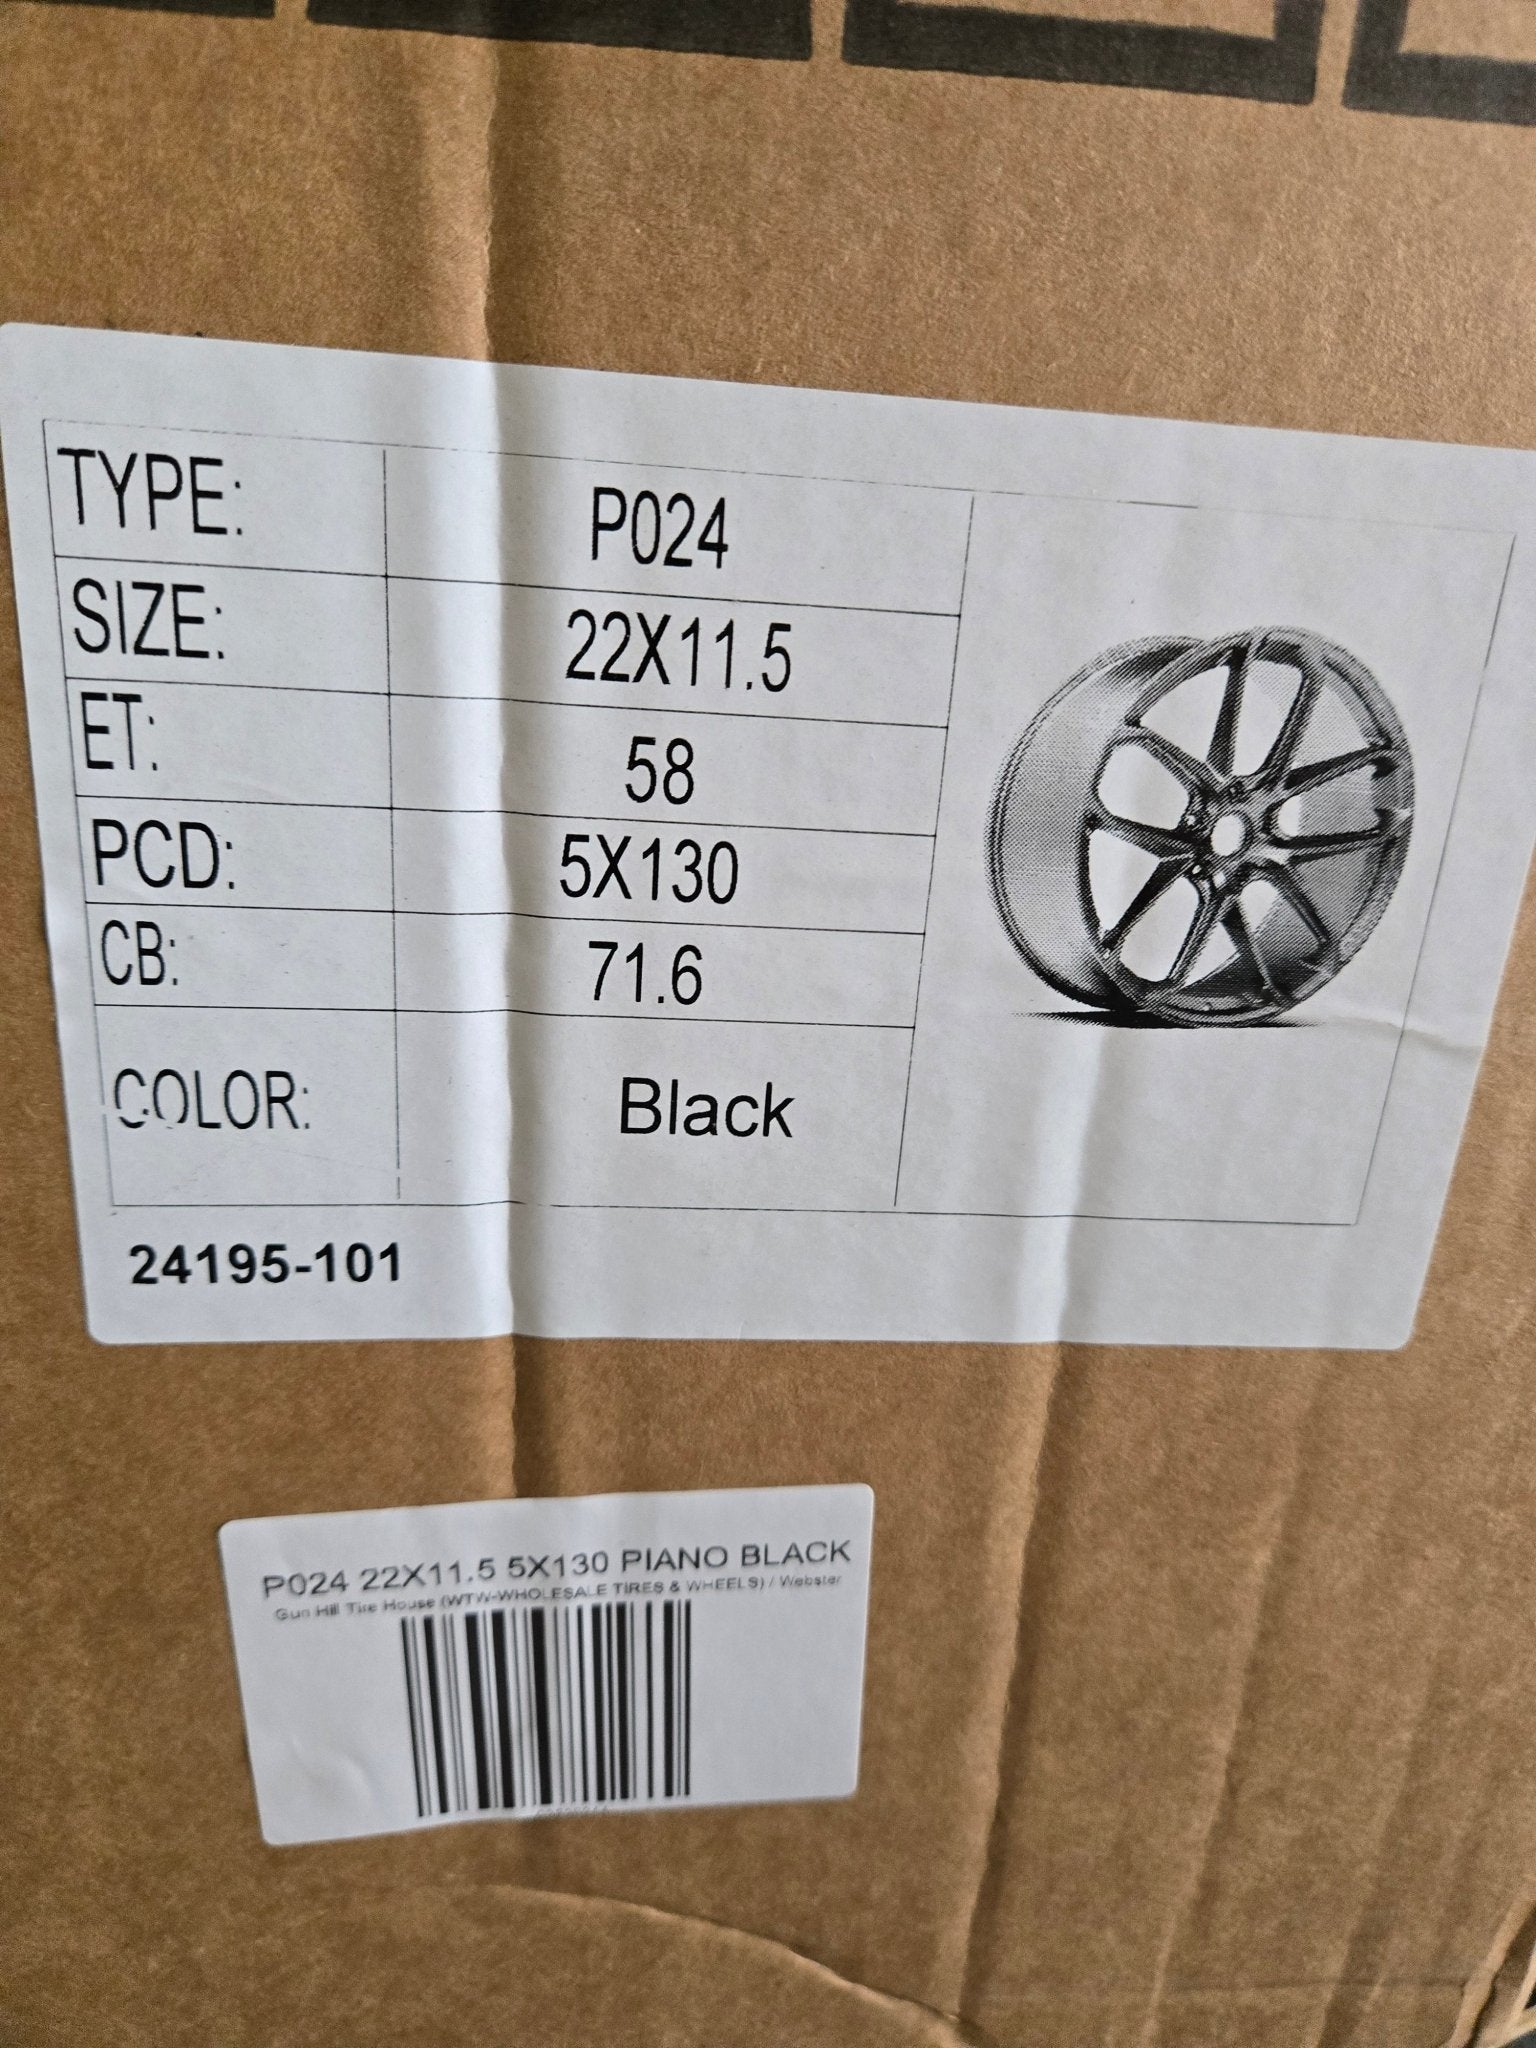 TYPE: P024
SIZE: 22X11.5
ET: 58
PCD: 5X130
CB: 71.6
COLOR: Black
24195-101
P024 22X11.5 5X130 PIANO BLACK
Gun Hill Tire House (WTW-WHOLESALE TIRES & WHEELS) / Webster